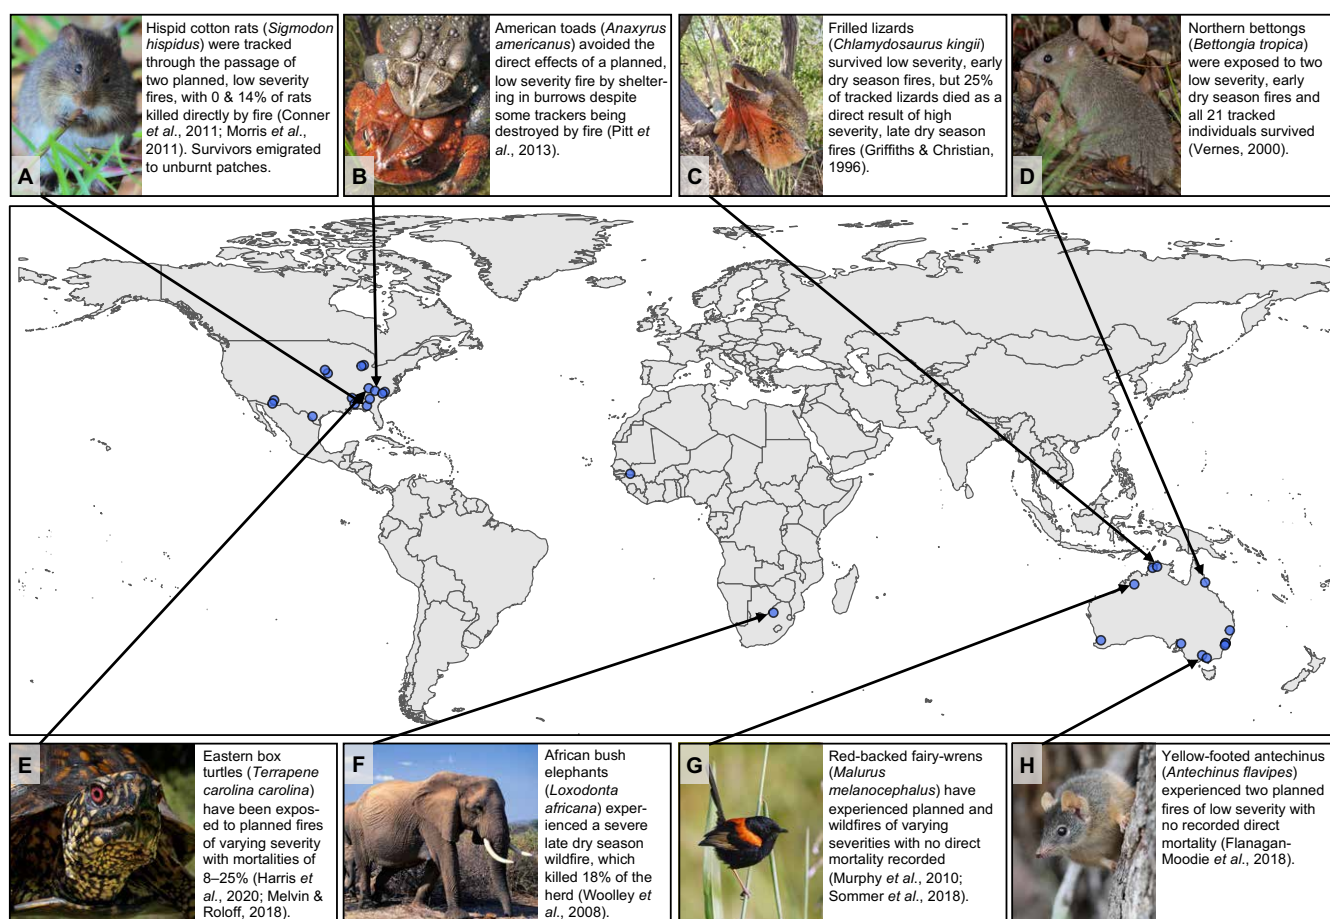 A
Hispid cotton rats (Sigmodon
hispidus) were tracked
through the passage of
two planned, low severity
fires, with 0 & 14% of rats
killed directly by fire (Conner
et al., 2011; Morris et al.,
2011). Survivors emigrated
to unburnt patches.
B
American toads (Anaxyrus
americanus) avoided the
direct effects of a planned,
low severity fire by shelter-
ing in burrows despite
some trackers being
destroyed by fire (Pitt et
al., 2013).
C
Frilled lizards
(Chlamydosaurus kingii)
survived low severity, early
dry season fires, but 25%
of tracked lizards died as a
direct result of high
severity, late dry season
fires (Griffiths & Christian,
1996).
D
Northern bettongs
(Bettongia tropica)
were exposed to two
low severity, early
dry season fires and
all 21 tracked
individuals survived
(Vernes, 2000).
E
Eastern box
turtles (Terrapene
carolina carolina)
have been expos-
ed to planned fires
of varying severity
with mortalities of
8–25% (Harris et
al., 2020; Melvin &
Roloff, 2018).
F
African bush
elephants
(Loxodonta
africana) exper-
ienced a severe
late dry season
wildfire, which
killed 18% of the
herd (Woolley et
al., 2008).
G
Red-backed fairy-wrens
(Malurus
melanocephalus) have
experienced planned and
wildfires of varying
severities with no direct
mortality recorded
(Murphy et al., 2010;
Sommer et al., 2018).
H
Yellow-footed antechinus
(Antechinus flavipes)
experienced two planned
fires of low severity with
no recorded direct
mortality (Flanagan-
Moodie et al., 2018).